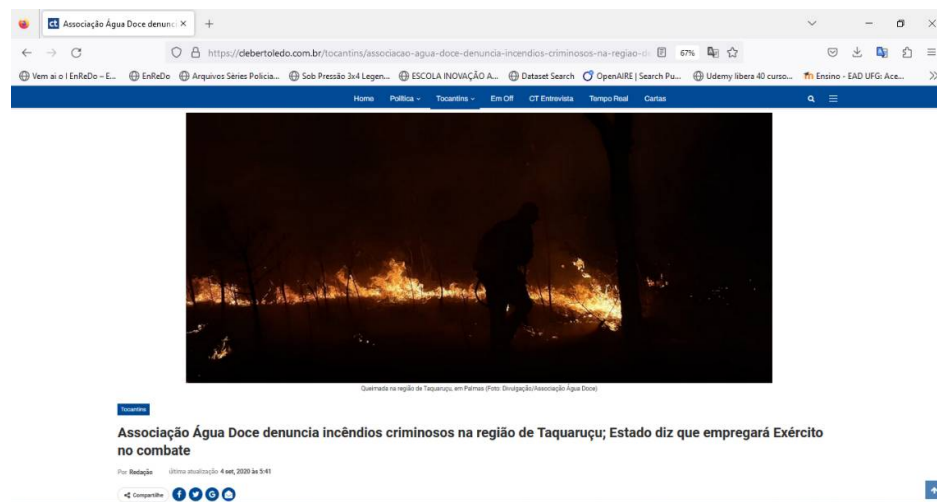 ct Associação Água Doce denunci × +
https://clebertoledo.com.br/tocantins/associacao-agua-doce-denuncia-incendios-criminosos-na-regiao-d 67%
Vem ai o I EnReDo – E... EnReDo Arquivos Séries Policia... Sob Pressão 3x4 Legen... ESCOLA INOVAÇÃO A... Dataset Search OpenAIRE | Search Pu... Udemy libera 40 curso... Ensino - EAD UFG: Ace...
Home Política Tocantins Em Off CT Entrevista Tempo Real Cartas
Queimada na região de Taquaruçu, em Palmas (Foto: Divulgação/Associação Água Doce)
Tocantins
Associação Água Doce denuncia incêndios criminosos na região de Taquaruçu; Estado diz que empregará Exército
no combate
Por Redação última atualização 4 set, 2020 às 5:41
Compartilhe